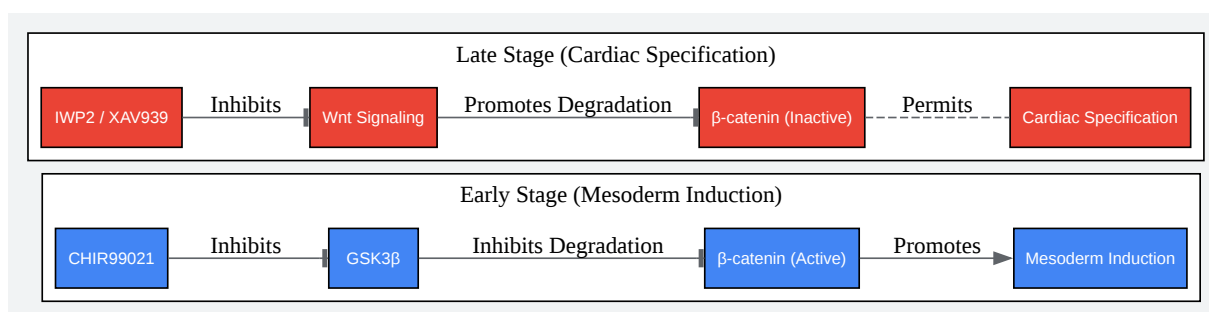 Late Stage (Cardiac Specification)
IWP2 / XAV939 Inhibits Wnt Signaling Promotes Degradation β-catenin (Inactive) Permits Cardiac Specification
Early Stage (Mesoderm Induction)
CHIR99021 Inhibits GSK3β Inhibits Degradation β-catenin (Active) Promotes Mesoderm Induction